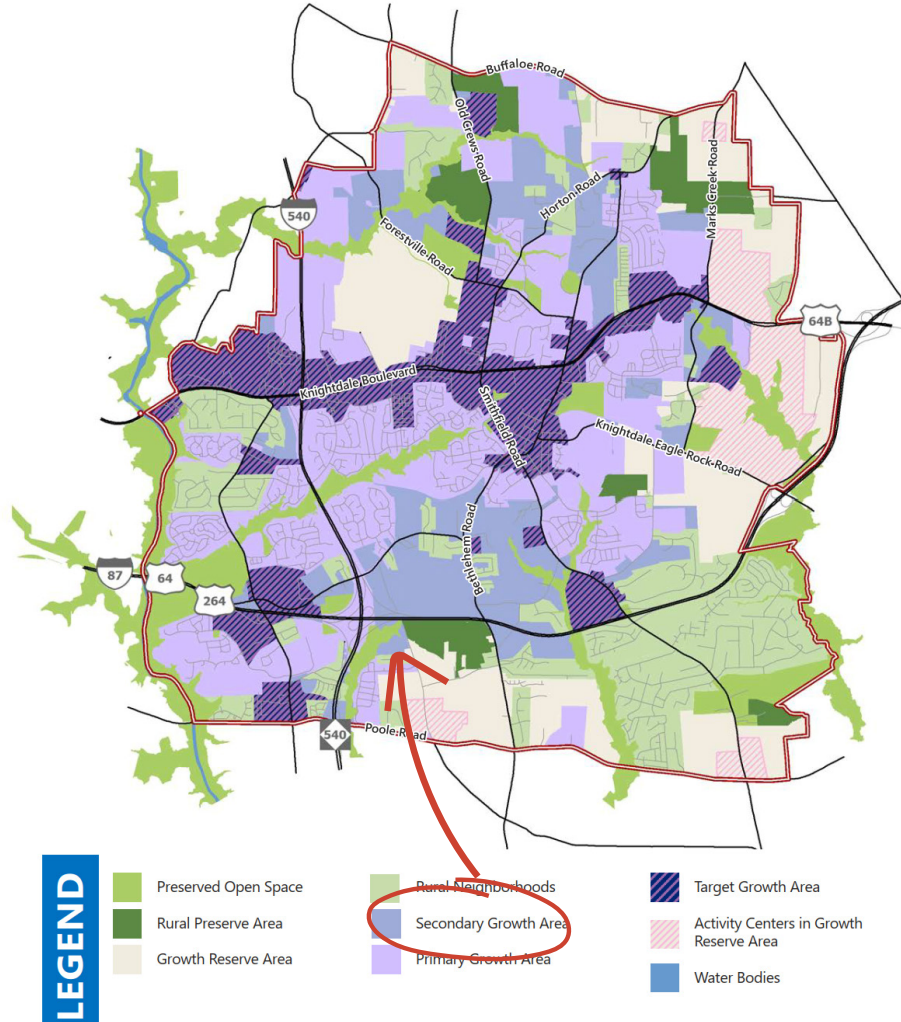 Buffaloe Road
Old Crews Road
Marks Creek Road
Horton Road
540
Forestville Road
64B
Knightdale Boulevard
Smithfield Road
Knightdale Eagle Rock Road
Bethlehem Road
87
64
264
540
Poole Road
LEGEND
Preserved Open Space
Rural Preserve Area
Growth Reserve Area
Rural Neighborhoods
Secondary Growth Area
Primary Growth Area
Target Growth Area
Activity Centers in Growth
Reserve Area
Water Bodies